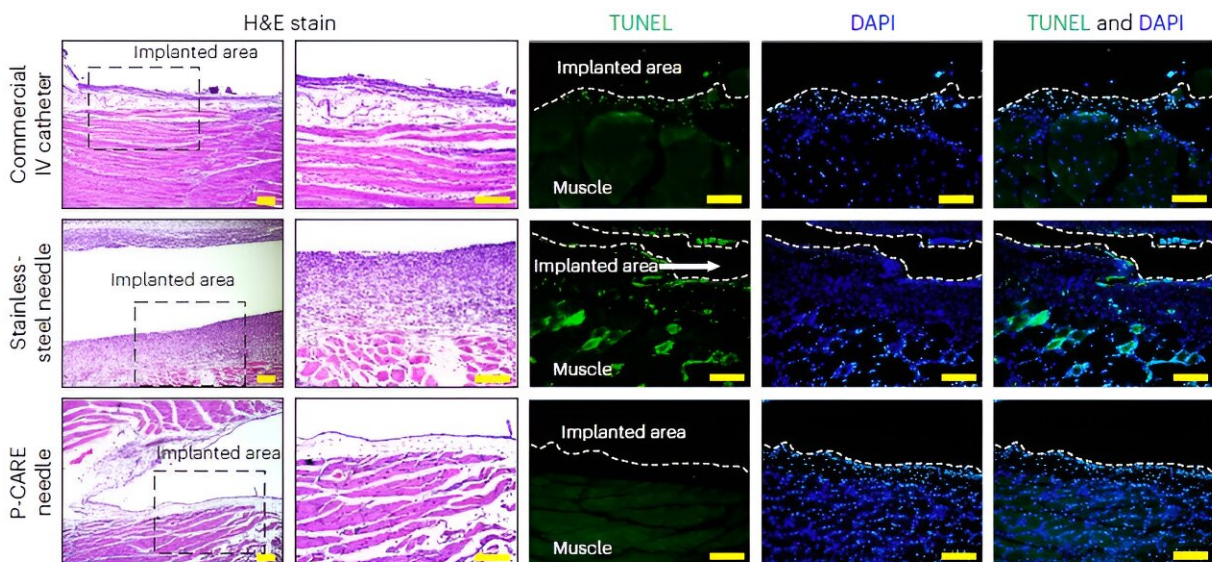 H&E stain
TUNEL
DAPI
TUNEL and DAPI
Commercial
IV catheter
Implanted area
Implanted area
Muscle
Stainless-
steel needle
Implanted area
Implanted area
Muscle
P-CARE
needle
Implanted area
Implanted area
Muscle